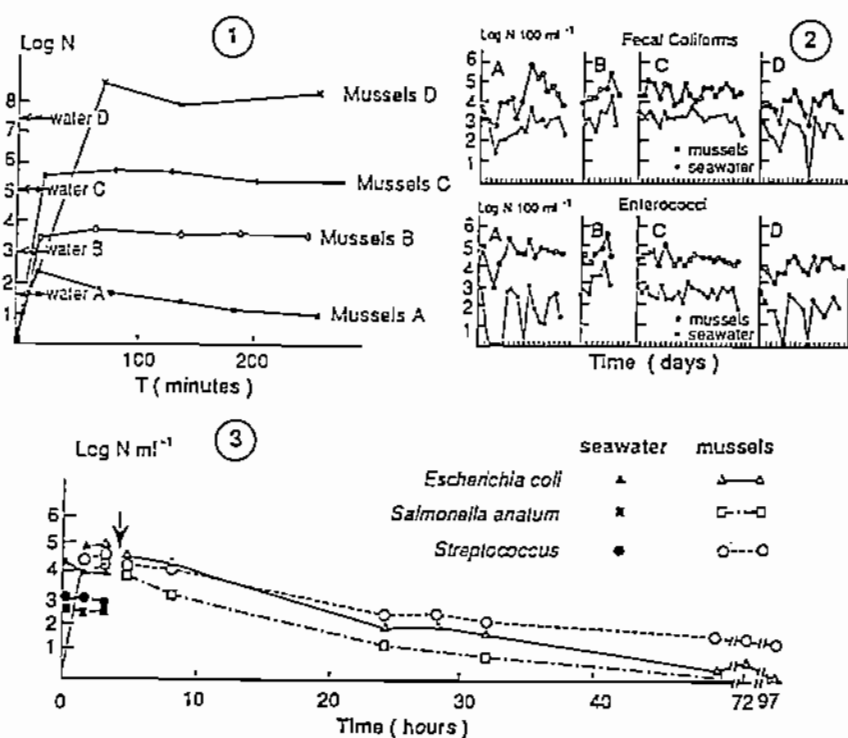 1
Log N
8
7
6
5
4
3
2
1
water D
water C
water B
water A
Mussels D
Mussels C
Mussels B
Mussels A
100 200
T ( minutes )
2
Log N 100 ml -1
Fecal Coliforms
A B C D
6
5
4
3
2
1
mussels
seawater
Log N 100 ml -1
Enterococci
A B C D
6
5
4
3
2
1
mussels
seawater
Time ( days )
3
Log N ml -1
seawater mussels
Escherichia coli
Salmonella anatum
Streptococcus
6
5
4
3
2
1
0 10 20 30 40 72 97
Time ( hours )